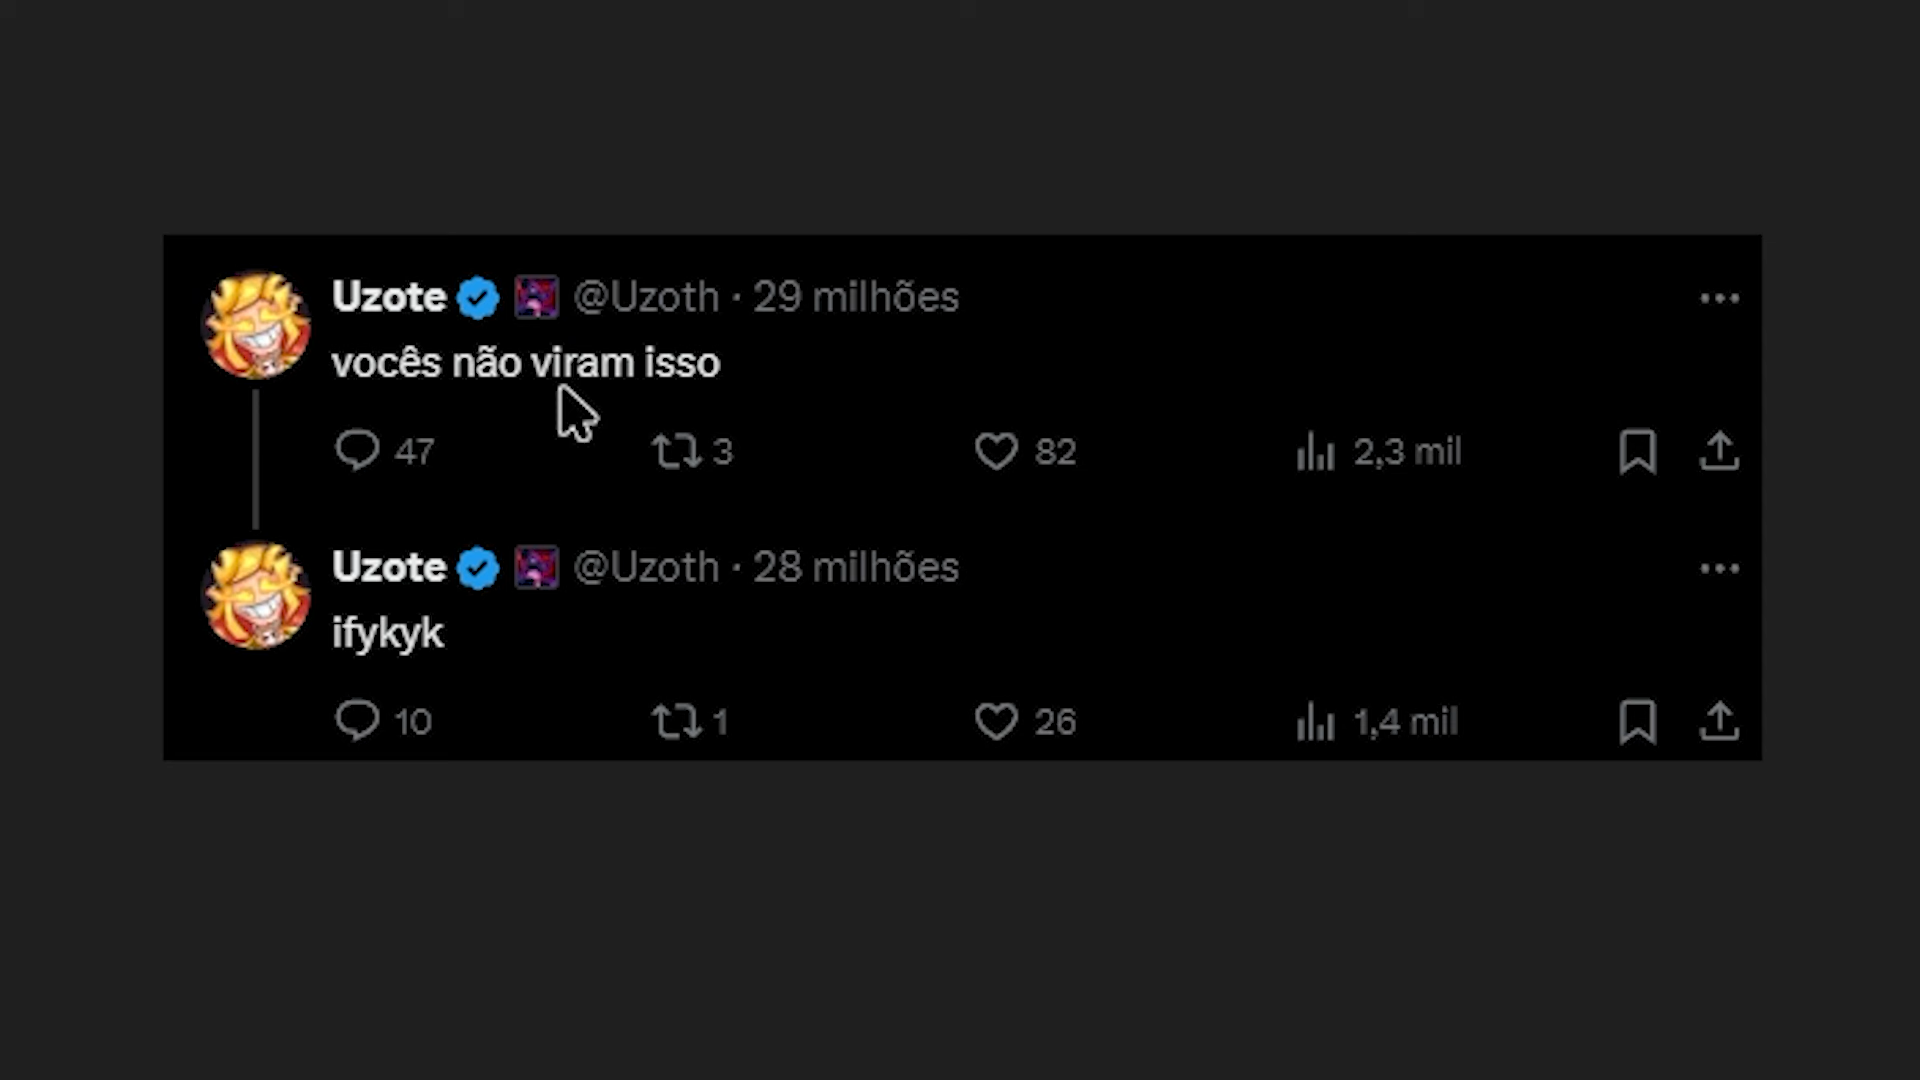 Uzote @Uzoth · 29 milhões
vocês não viram isso
47 3 82 2,3 mil
Uzote @Uzoth · 28 milhões
ifykyk
10 1 26 1,4 mil